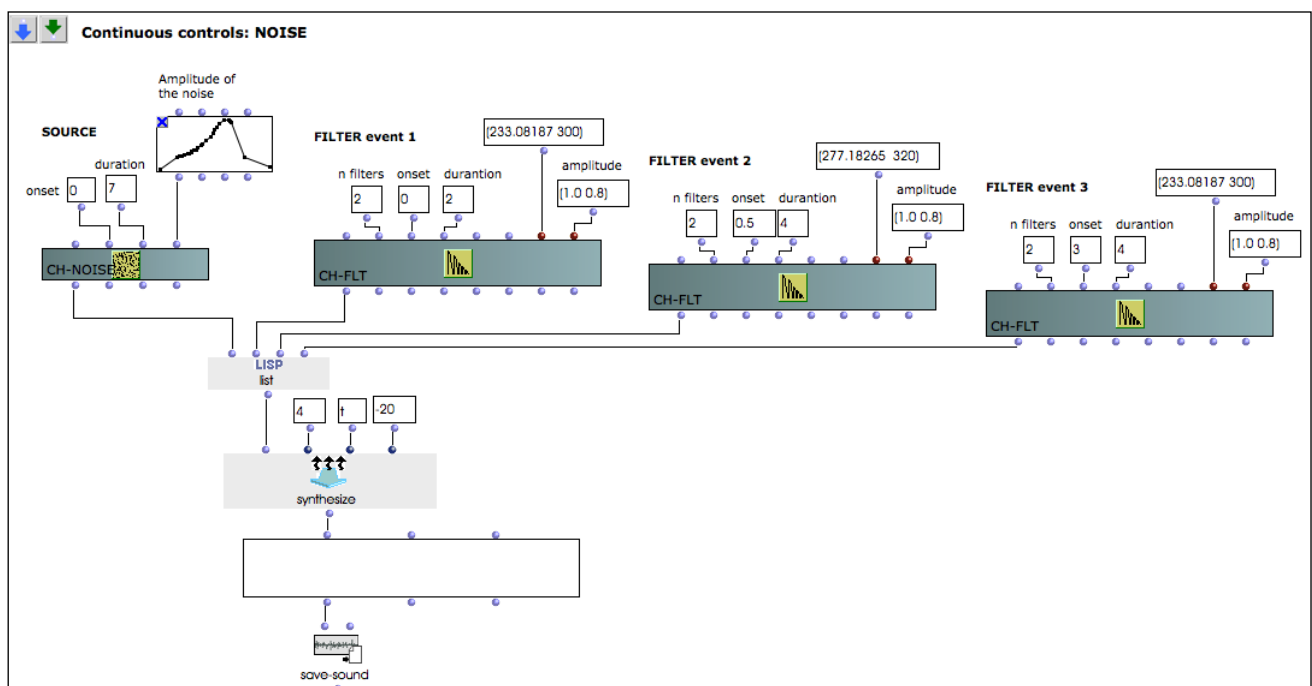 Continuous controls: NOISE
Amplitude of
the noise
SOURCE
duration
onset
0
7
CH-NOISE
FILTER event 1
(233.08187 300)
n filters
onset
durantion
amplitude
2
0
2
(1.0 0.8)
CH-FLT
FILTER event 2
(277.18265 320)
n filters
onset
durantion
amplitude
2
0.5
4
(1.0 0.8)
CH-FLT
FILTER event 3
(233.08187 300)
n filters
onset
durantion
amplitude
2
3
4
(1.0 0.8)
CH-FLT
LISP
list
4
t
-20
synthesize
save-sound